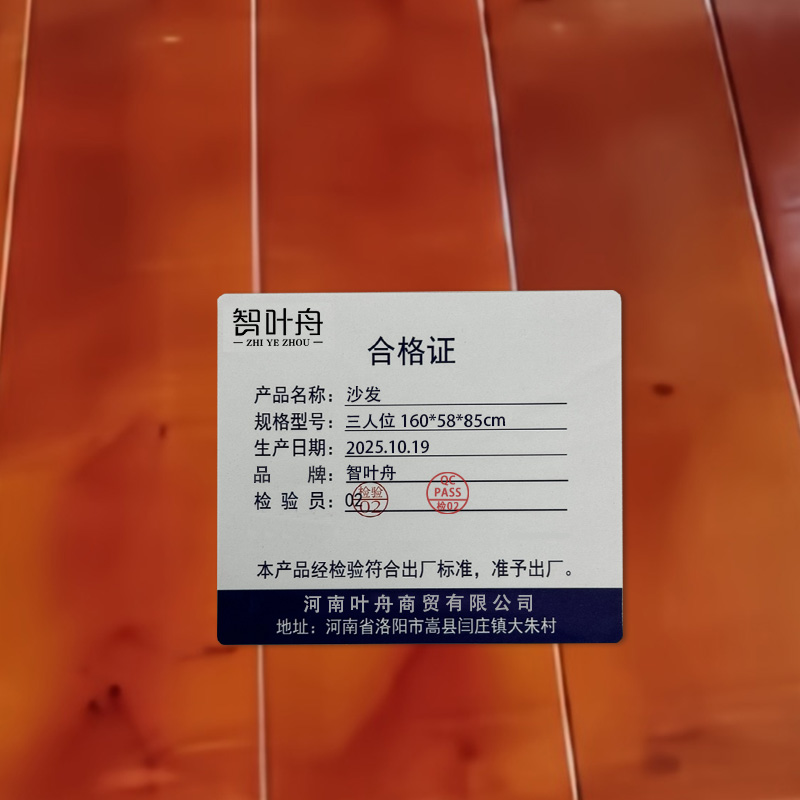 智叶舟
ZHI YE ZHOU
合格证
产品名称：沙发
规格型号：三人位 160*58*85cm
生产日期：2025.10.19
品 牌：智叶舟
检 验 员：02
检验
02
QC
PASS
检02
本产品经检验符合出厂标准，准予出厂。
河南叶舟商贸有限公司
地址：河南省洛阳市嵩县闫庄镇大朱村